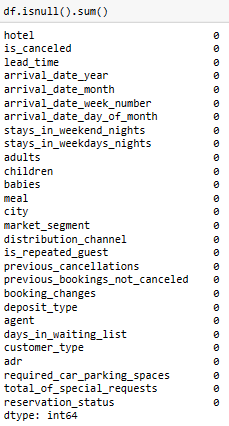 df.isnull().sum()
hotel 0
is_canceled 0
lead_time 0
arrival_date_year 0
arrival_date_month 0
arrival_date_week_number 0
arrival_date_day_of_month 0
stays_in_weekend_nights 0
stays_in_weekdays_nights 0
adults 0
children 0
babies 0
meal 0
city 0
market_segment 0
distribution_channel 0
is_repeated_guest 0
previous_cancellations 0
previous_bookings_not_canceled 0
booking_changes 0
deposit_type 0
agent 0
days_in_waiting_list 0
customer_type 0
adr 0
required_car_parking_spaces 0
total_of_special_requests 0
reservation_status 0
dtype: int64